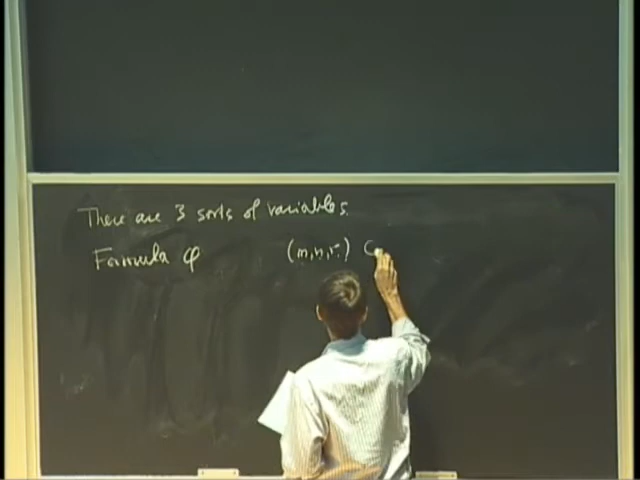 There are 3 sorts of variables.
Formula φ (m,n,r) C